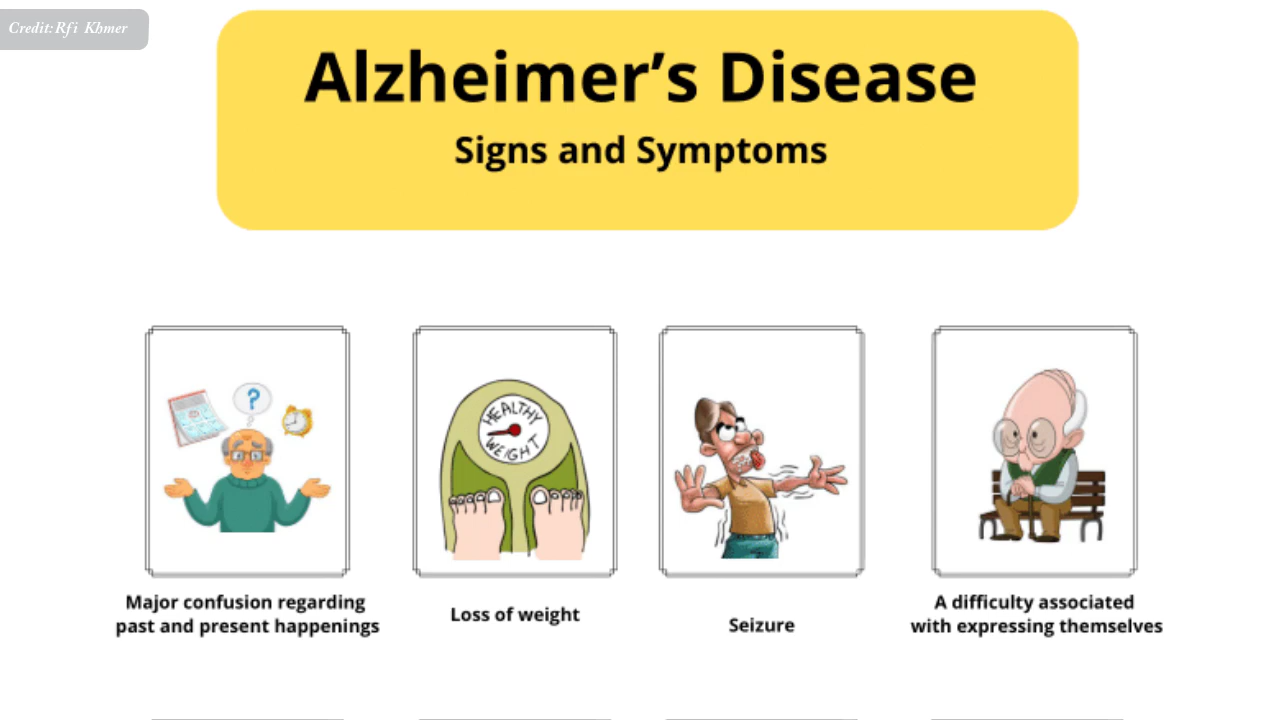 Credit:Rfi Khmer
Alzheimer’s Disease
Signs and Symptoms
?
HEALTHY
WEIGHT
Major confusion regarding
past and present happenings
Loss of weight
Seizure
A difficulty associated
with expressing themselves